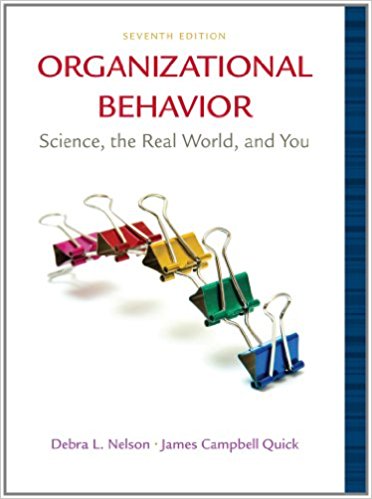 SEVENTH EDITION
ORGANIZATIONAL
BEHAVIOR
Science, the Real World, and You
Debra L. Nelson · James Campbell Quick